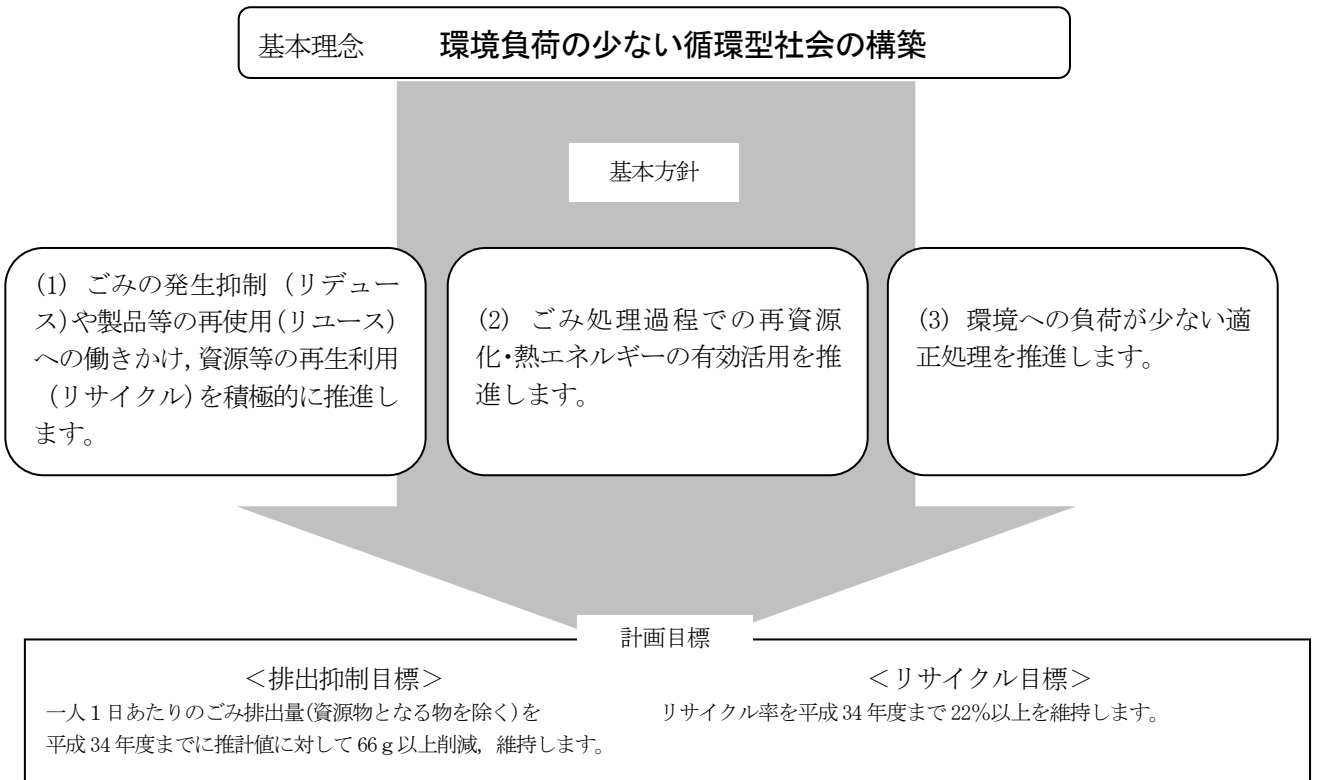 基本理念 環境負荷の少ない循環型社会の構築
基本方針
(1) ごみの発生抑制(リデュー
ス)や製品等の再使用(リユース)
への働きかけ,資源等の再生利用
(リサイクル)を積極的に推進し
ます。
(2) ごみ処理過程での再資源
化・熱エネルギーの有効活用を推
進します。
(3) 環境への負荷が少ない適
正処理を推進します。
計画目標
<排出抑制目標>
一人1日あたりのごみ排出量(資源物となる物を除く)を
平成34年度までに推計値に対して66g以上削減,維持します。
<リサイクル目標>
リサイクル率を平成34年度まで22%以上を維持します。